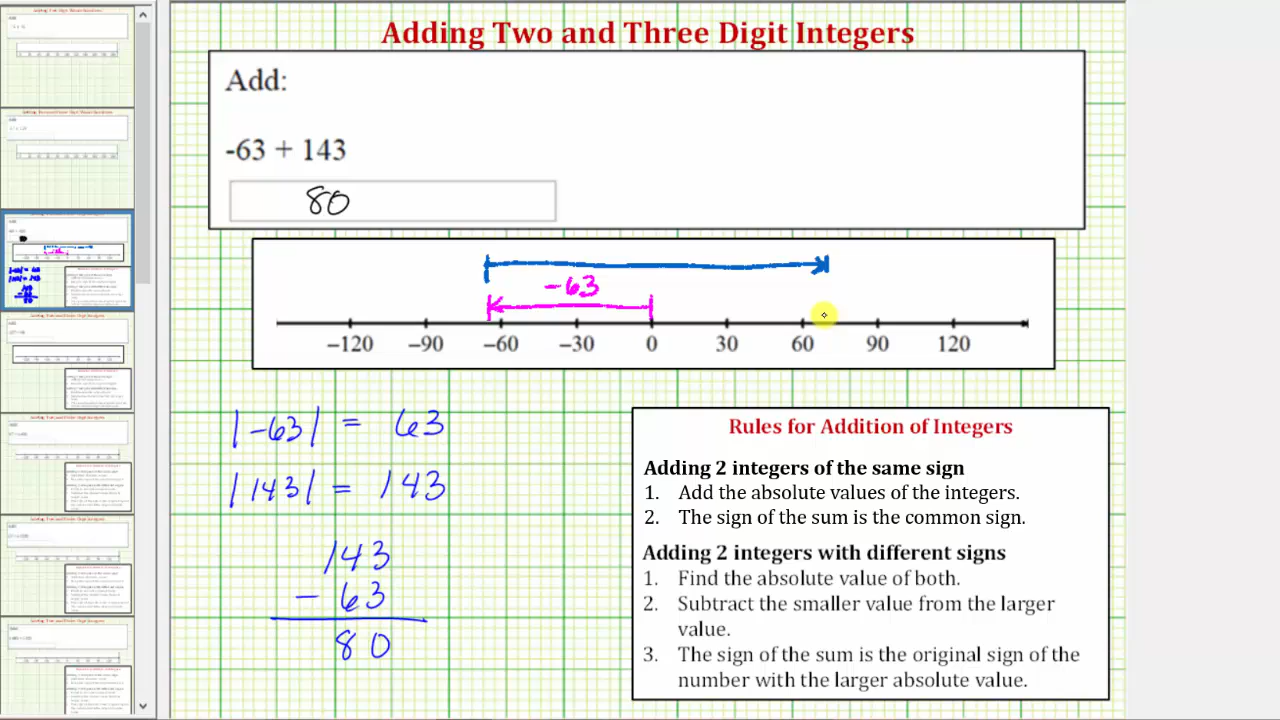 Adding Two and Three Digit Integers
Add:
-63 + 143
80
-63
−120 −90 −60 −30 0 30 60 90 120
|-63| = 63
|143| = 143
143
- 63
80
Rules for Addition of Integers
Adding 2 integers of the same sign
1. Add the absolute values of the integers.
2. The sign of the sum is the common sign.
Adding 2 integers with different signs
1. Find the absolute value of both.
2. Subtract the smaller value from the larger
value.
3. The sign of the sum is the original sign of the
number with the larger absolute value.